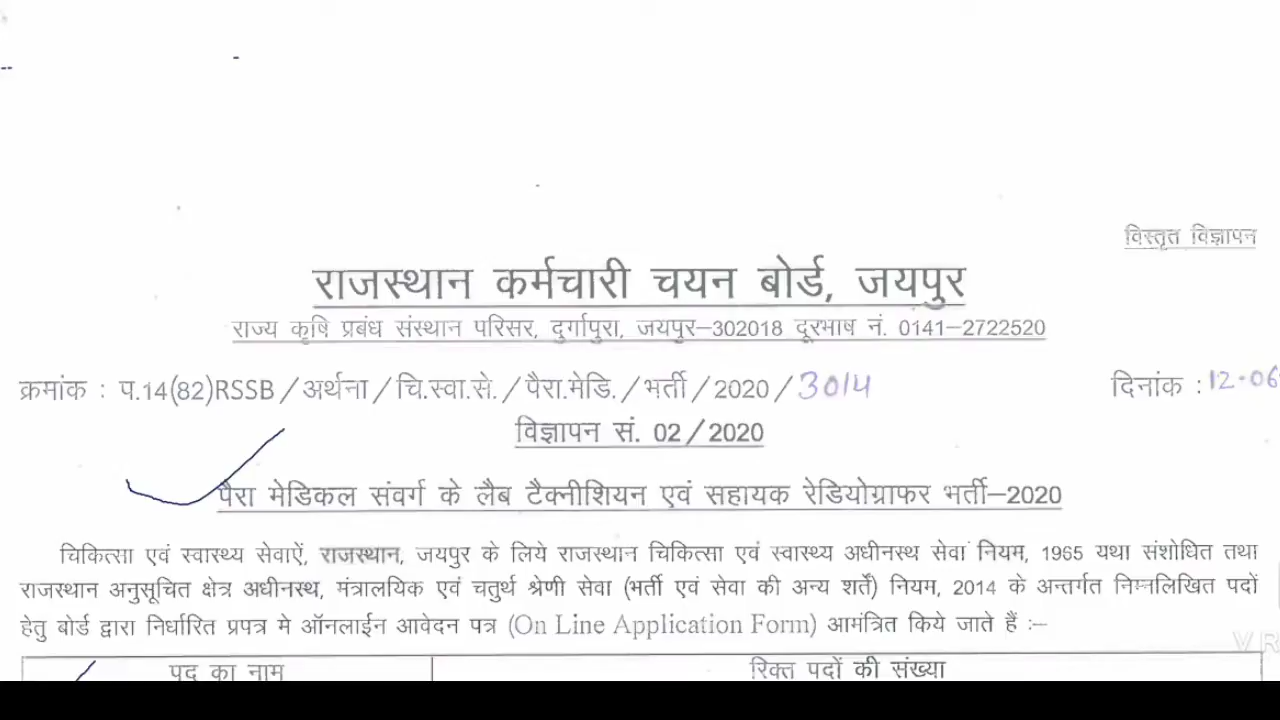 विस्तृत विज्ञापन
राजस्थान कर्मचारी चयन बोर्ड, जयपुर
राज्य कृषि प्रबंध संस्थान परिसर, दुर्गापुरा, जयपुर–302018 दूरभाष नं. 0141–2722520
क्रमांक : प.14(82)RSSB/अर्थना/चि.स्वा.से./पैरा.मेडि./भर्ती/2020/3014 दिनांक : 12.06
विज्ञापन सं. 02/2020
पैरा मेडिकल संवर्ग के लैब टैक्नीशियन एवं सहायक रेडियोग्राफर भर्ती–2020
चिकित्सा एवं स्वास्थ्य सेवाऐं, राजस्थान, जयपुर के लिये राजस्थान चिकित्सा एवं स्वास्थ्य अधीनस्थ सेवा नियम, 1965 यथा संशोधित तथा
राजस्थान अनुसूचित क्षेत्र अधीनस्थ, मंत्रालयिक एवं चतुर्थ श्रेणी सेवा (भर्ती एवं सेवा की अन्य शर्तें) नियम, 2014 के अन्तर्गत निम्नलिखित पदों
हेतु बोर्ड द्वारा निर्धारित प्रपत्र मे ऑनलाईन आवेदन पत्र (On Line Application Form) आमंत्रित किये जाते हैं :–
पद का नाम रिक्त पदों की संख्या